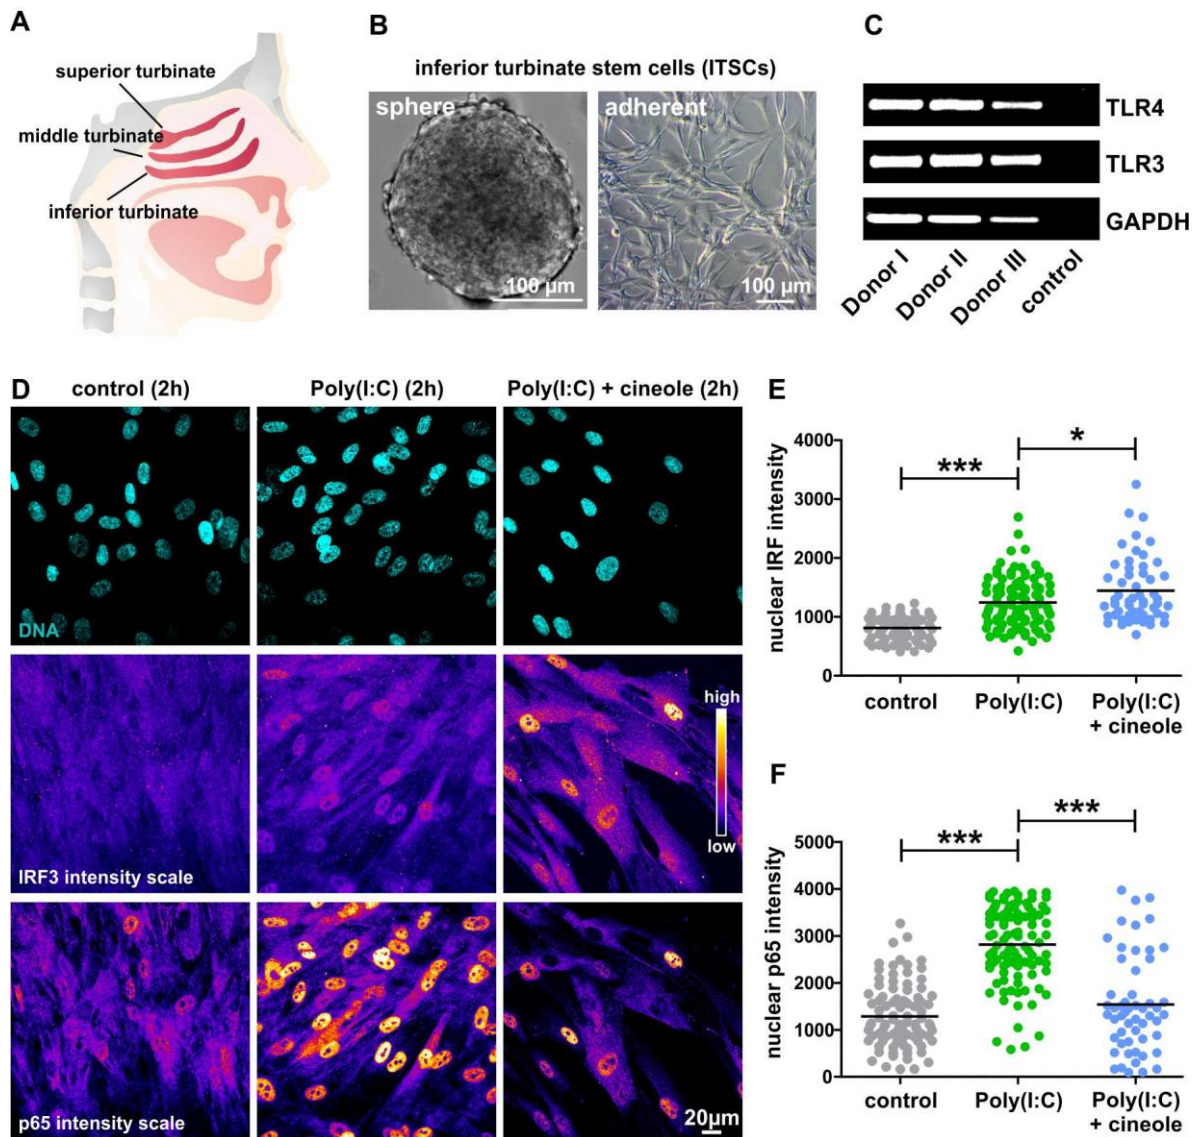 A
superior turbinate
middle turbinate
inferior turbinate
B
inferior turbinate stem cells (ITSCs)
sphere
100 µm
adherent
100 µm
C
TLR4
TLR3
GAPDH
Donor I
Donor II
Donor III
control
D
control (2h)
Poly(I:C) (2h)
Poly(I:C) + cineole (2h)
DNA
IRF3 intensity scale
high
low
p65 intensity scale
20µm
E
nuclear IRF intensity
4000
3000
2000
1000
0
***
*
control
Poly(I:C)
Poly(I:C)
+ cineole
F
nuclear p65 intensity
5000
4000
3000
2000
1000
0
***
***
control
Poly(I:C)
Poly(I:C)
+ cineole